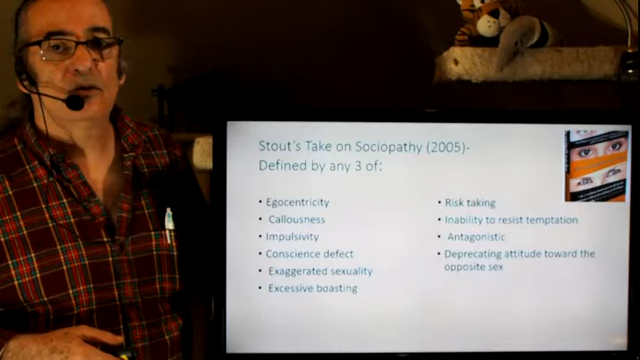 Stout's Take on Sociopathy (2005)-
Defined by any 3 of:
• Egocentricity
• Callousness
• Impulsivity
• Conscience defect
• Exaggerated sexuality
• Excessive boasting
• Risk taking
• Inability to resist temptation
• Antagonistic
• Deprecating attitude toward the
opposite sex